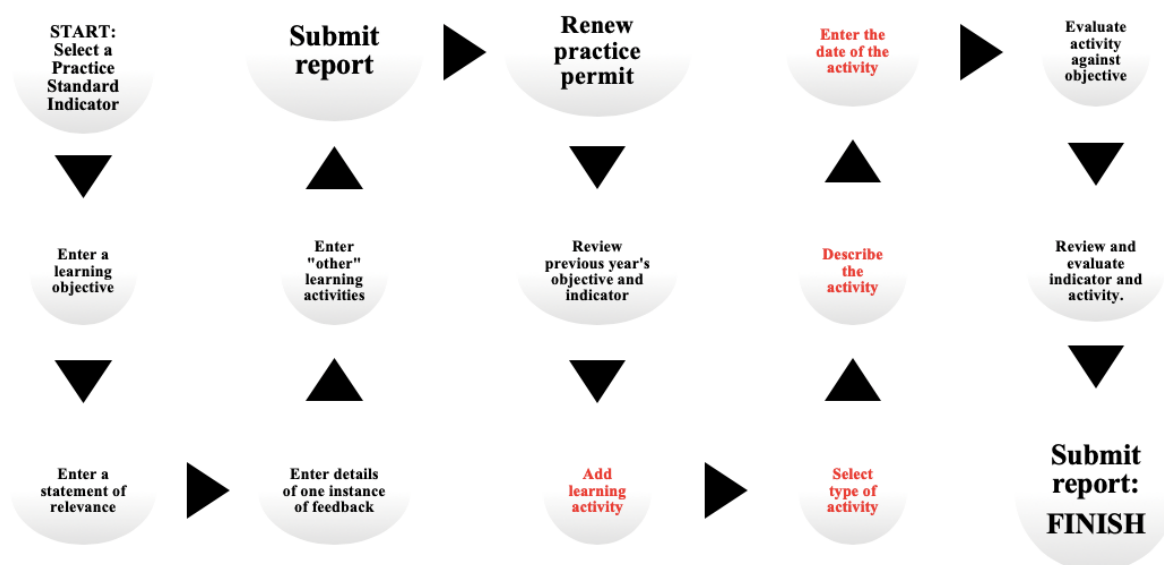 START:
Select a
Practice
Standard
Indicator
Enter a
learning
objective
Enter a
statement of
relevance
Enter details
of one instance
of feedback
Enter
"other"
learning
activities
Submit
report
Renew
practice
permit
Review
previous year's
objective and
indicator
Add
learning
activity
Select
type of
activity
Describe
the
activity
Enter the
date of the
activity
Evaluate
activity
against
objective
Review and
evaluate
indicator and
activity.
Submit
report:
FINISH